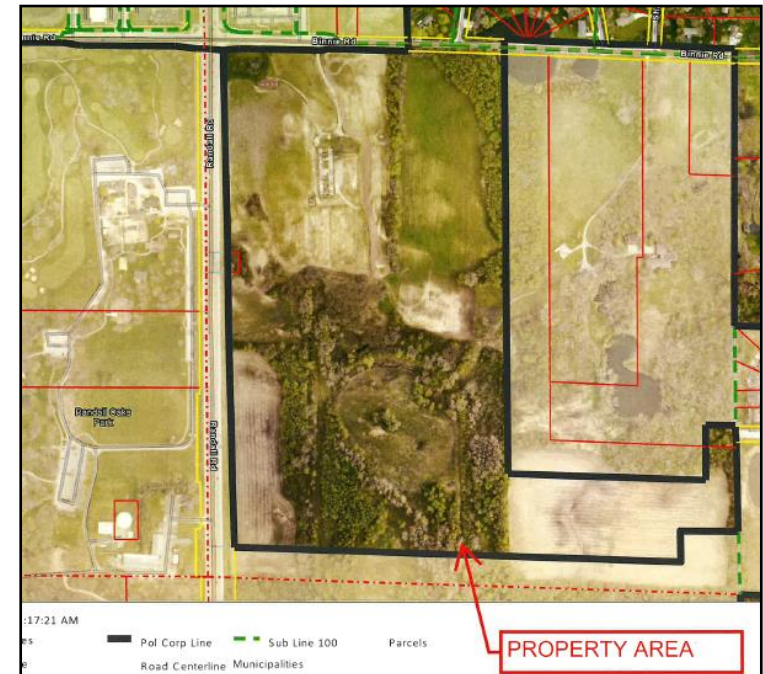 Binnie Rd
Binnie Rd
Randall Rd
Randall Oaks
Park
Randall Rd
:17:21 AM
es
Pol Corp Line
Sub Line 100
Parcels
e
Road Centerline
Municipalities
PROPERTY AREA